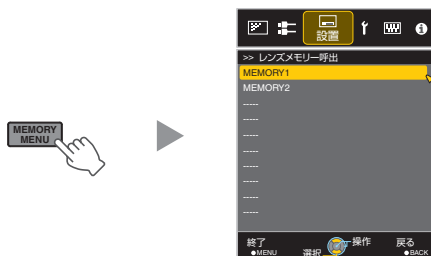 MEMORY
MENU
設置
>> レンズメモリー呼出
MEMORY1
MEMORY2
-----
-----
-----
-----
-----
-----
-----
-----
終了
●MENU
選択
操作
戻る
●BACK